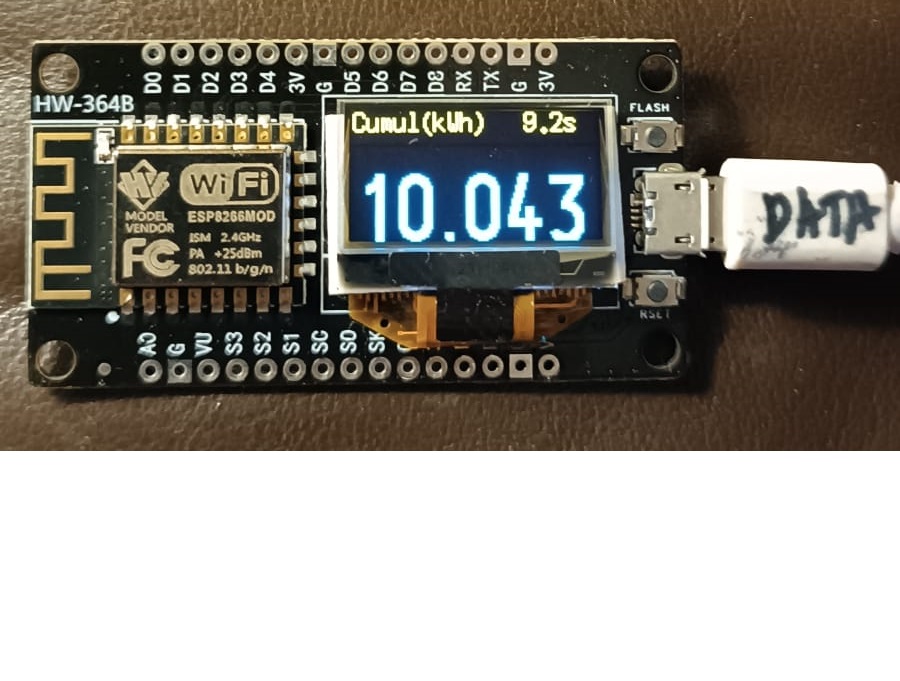 D0 D1 D2 D3 D4 3V G D5 D6 D7 D8 RX TX G 3V
HW-364B
FLASH
Cumul(kWh) 9.2s
10.043
WiFi
MODEL
VENDOR
ESP8266MOD
ISM 2.4GHz
PA +25dBm
802.11 b/g/n
FC
DATA
RSET
A0 G VU S3 S2 S1 SC SO SK